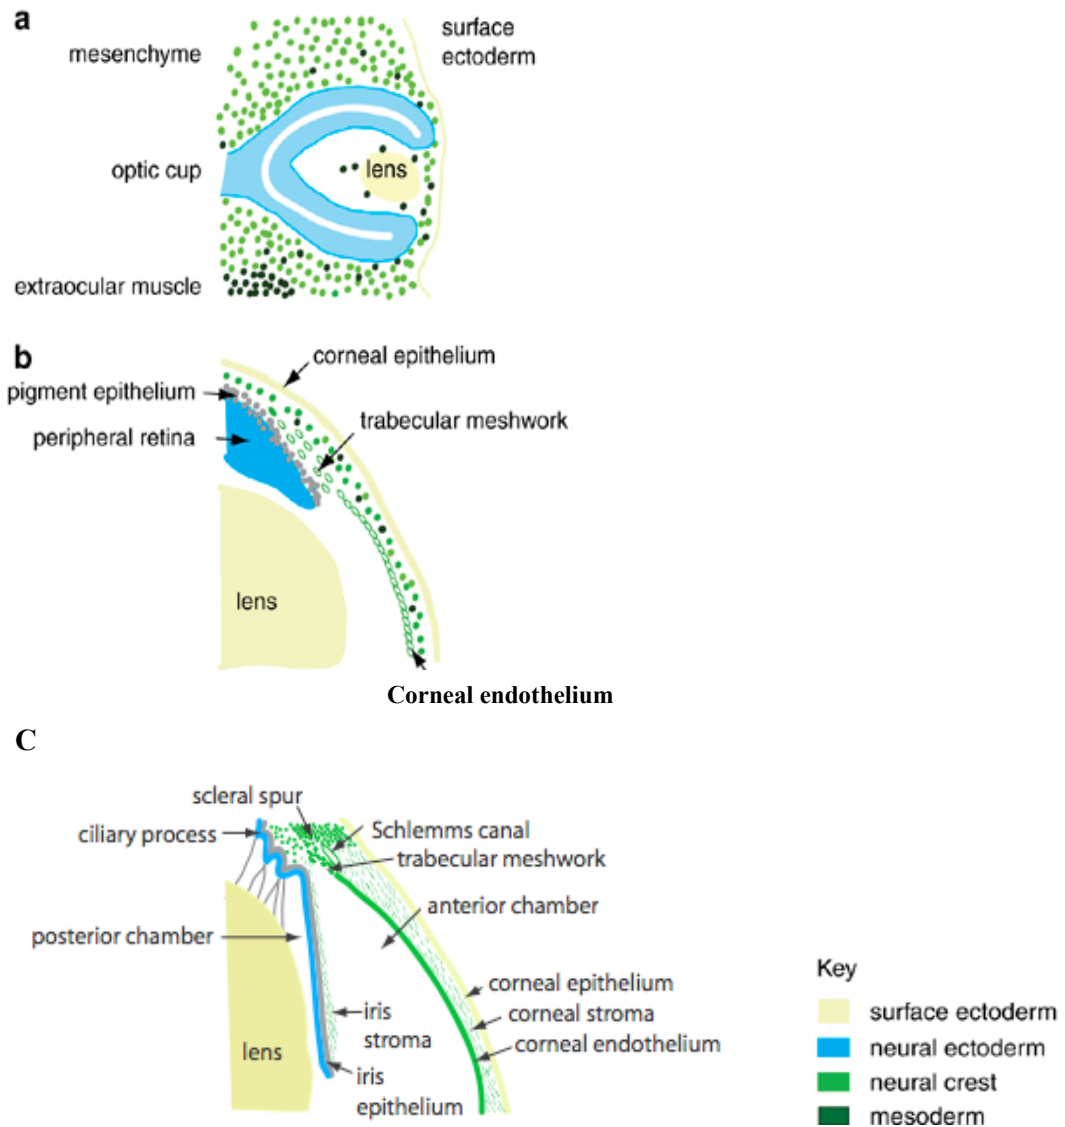 a
mesenchyme
surface
ectoderm
optic cup
lens
extraocular muscle
b
corneal epithelium
pigment epithelium
trabecular meshwork
peripheral retina
lens
Corneal endothelium
C
scleral spur
ciliary process
Schlemms canal
trabecular meshwork
anterior chamber
posterior chamber
corneal epithelium
corneal stroma
corneal endothelium
iris
stroma
lens
iris
epithelium
Key
surface ectoderm
neural ectoderm
neural crest
mesoderm